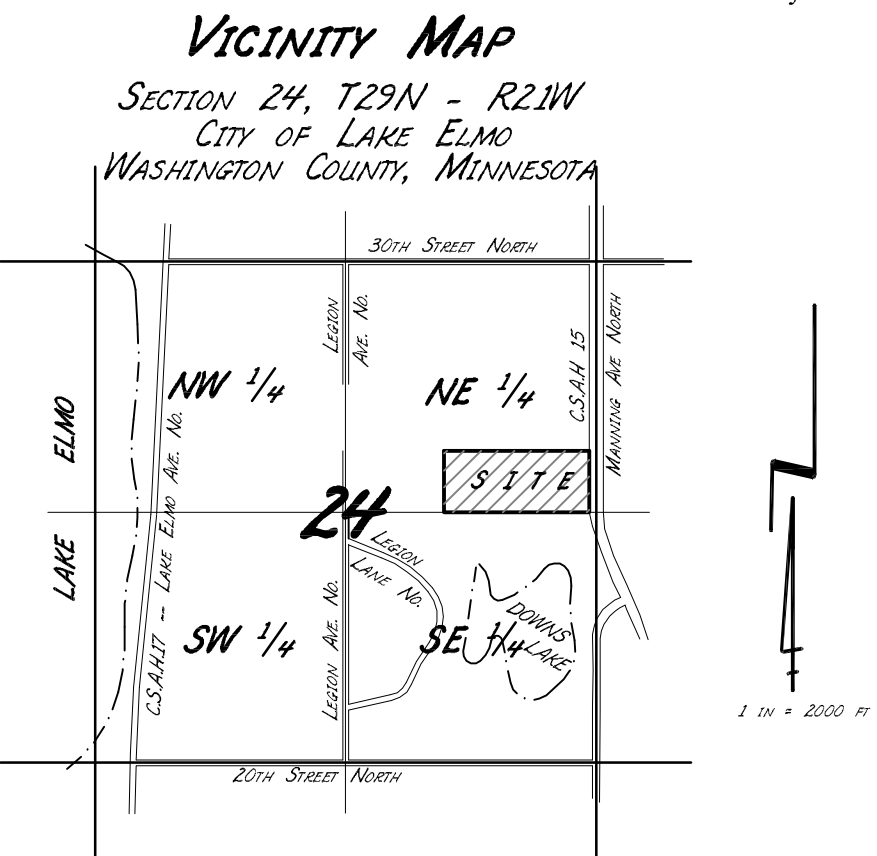 VICINITY MAP
SECTION 24, T29N - R21W
CITY OF LAKE ELMO
WASHINGTON COUNTY, MINNESOTA
30TH STREET NORTH
LEGION
AVE. NO.
C.S.A.H 15
MANNING AVE NORTH
NW 1/4
NE 1/4
LAKE ELMO
C.S.A.H.17 -- LAKE ELMO AVE. NO.
SITE
24
LEGION
LANE NO.
LEGION AVE. NO.
SW 1/4
SE 1/4
DOWNS
LAKE
20TH STREET NORTH
1 IN = 2000 FT